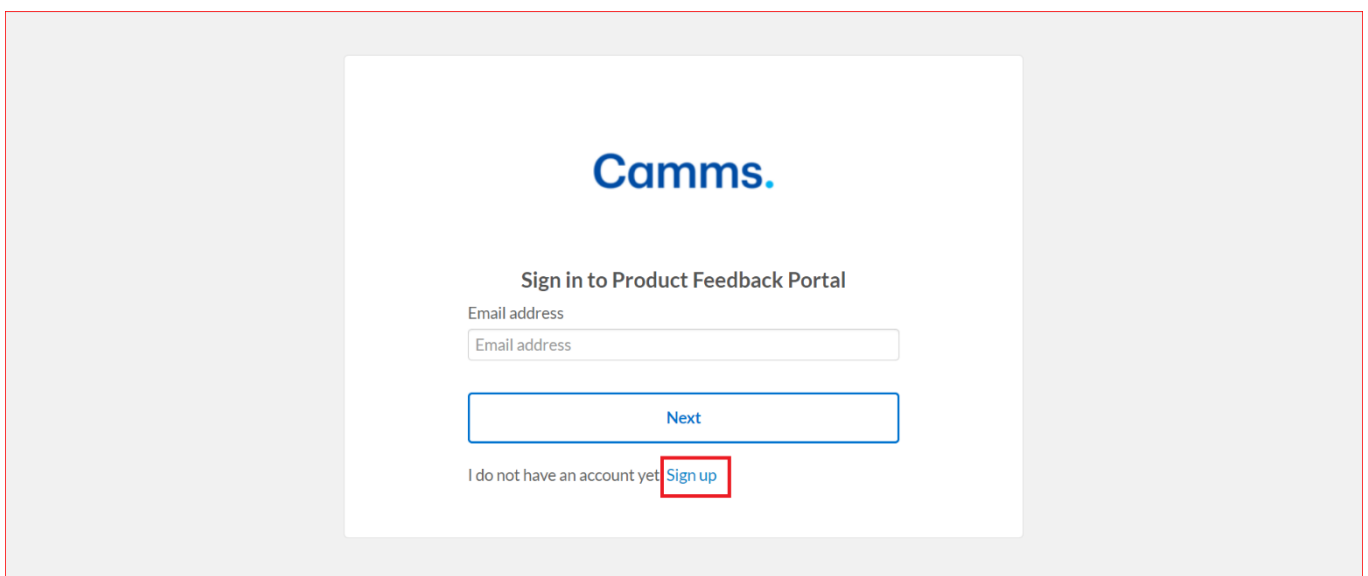 Camms.
Sign in to Product Feedback Portal
Email address
Email address
Next
I do not have an account yet Sign up